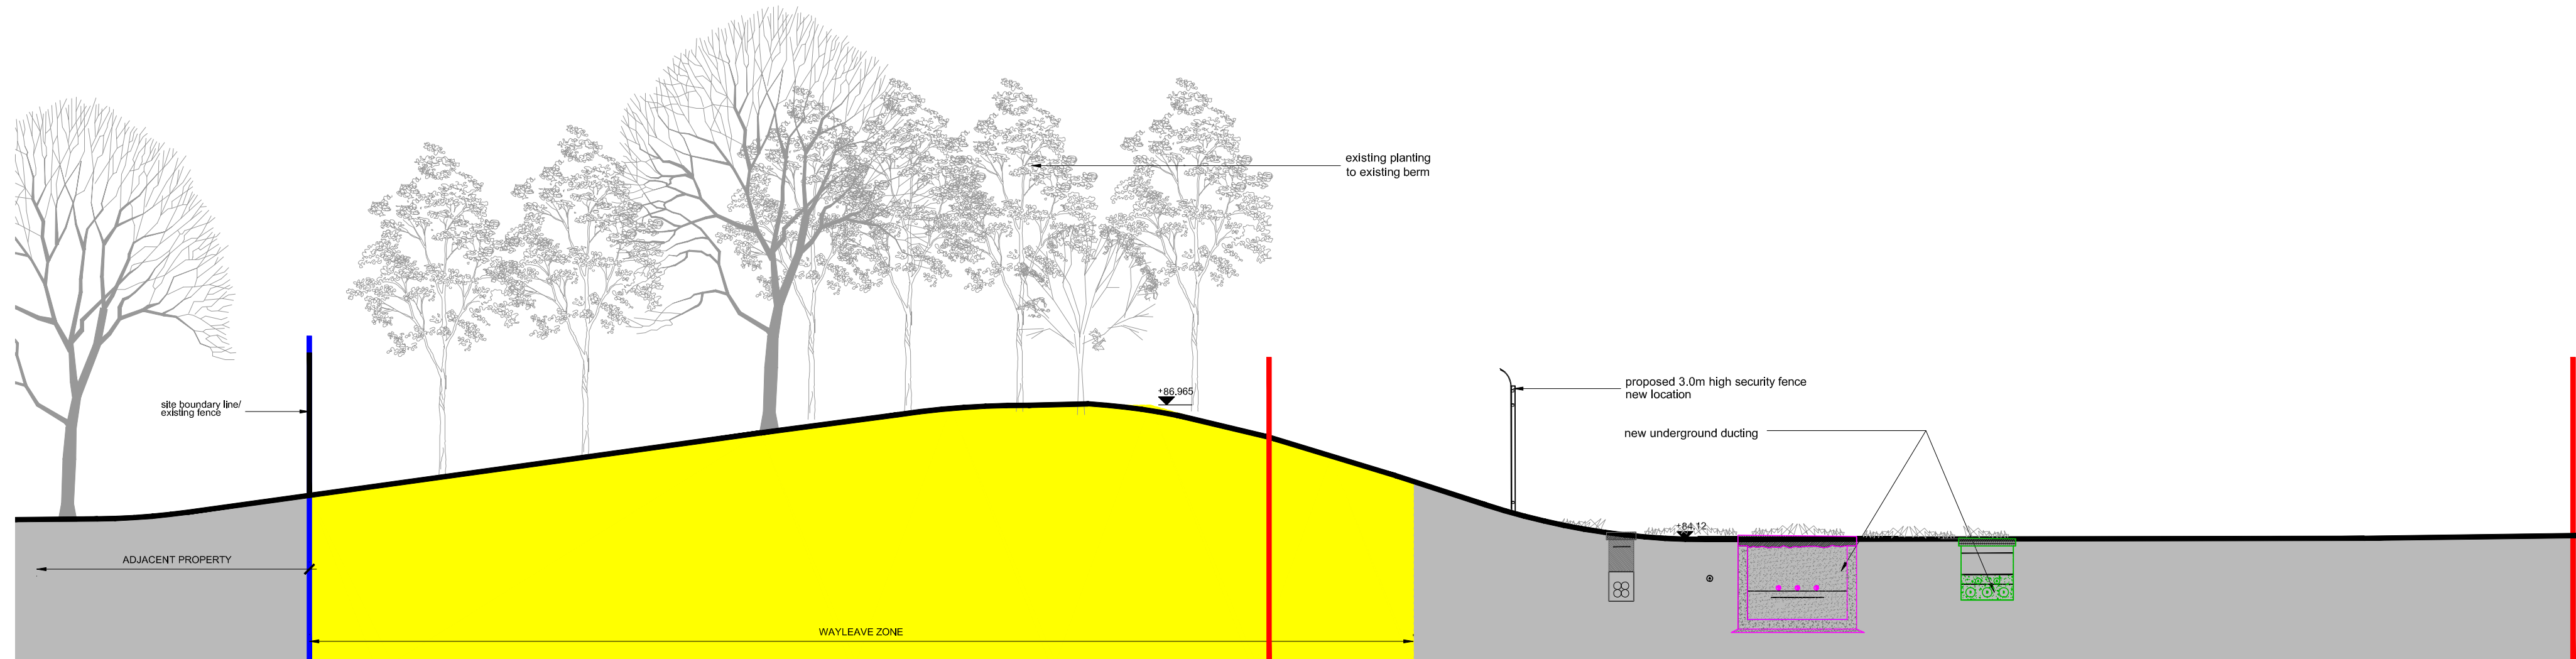 existing planting
to existing berm
+86.965
site boundary line/
existing fence
proposed 3.0m high security fence
new location
new underground ducting
+84.12
ADJACENT PROPERTY
WAYLEAVE ZONE